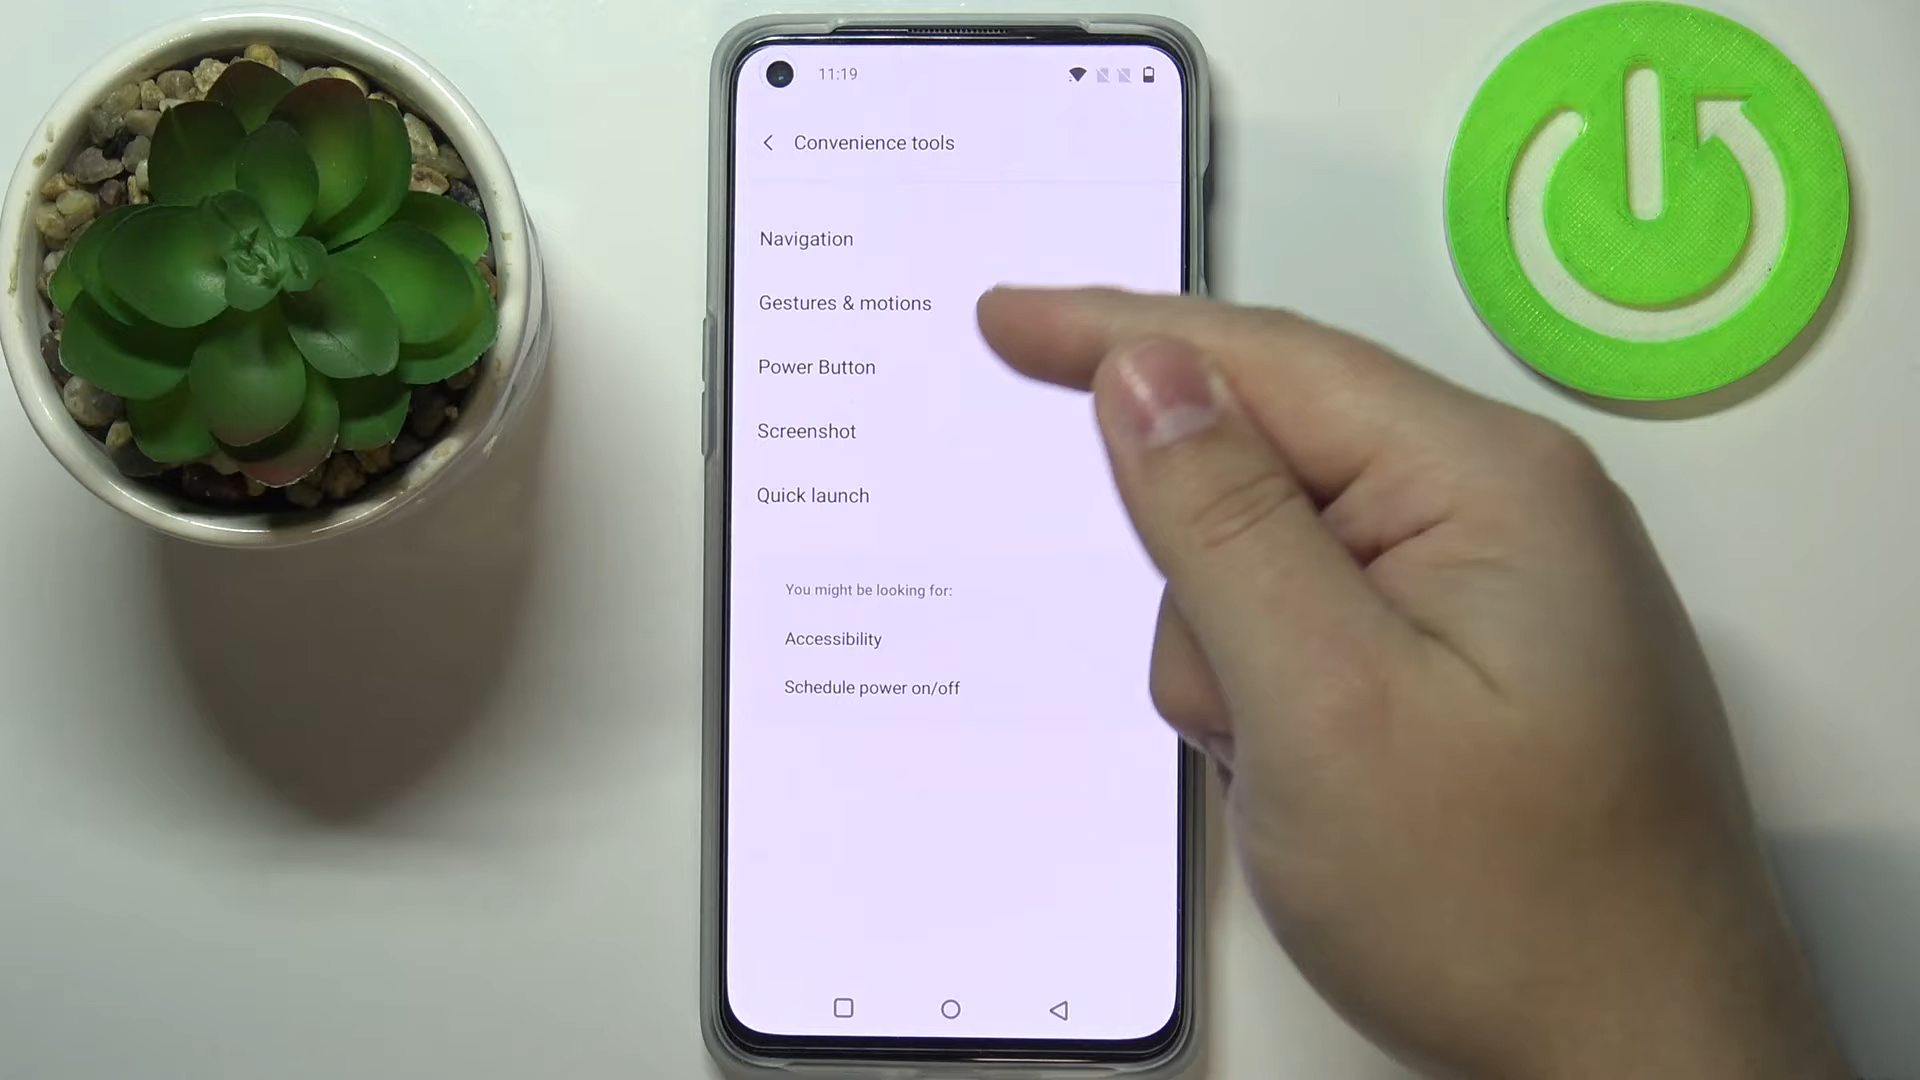 11:19
Convenience tools
Navigation
Gestures & motions
Power Button
Screenshot
Quick launch
You might be looking for:
Accessibility
Schedule power on/off